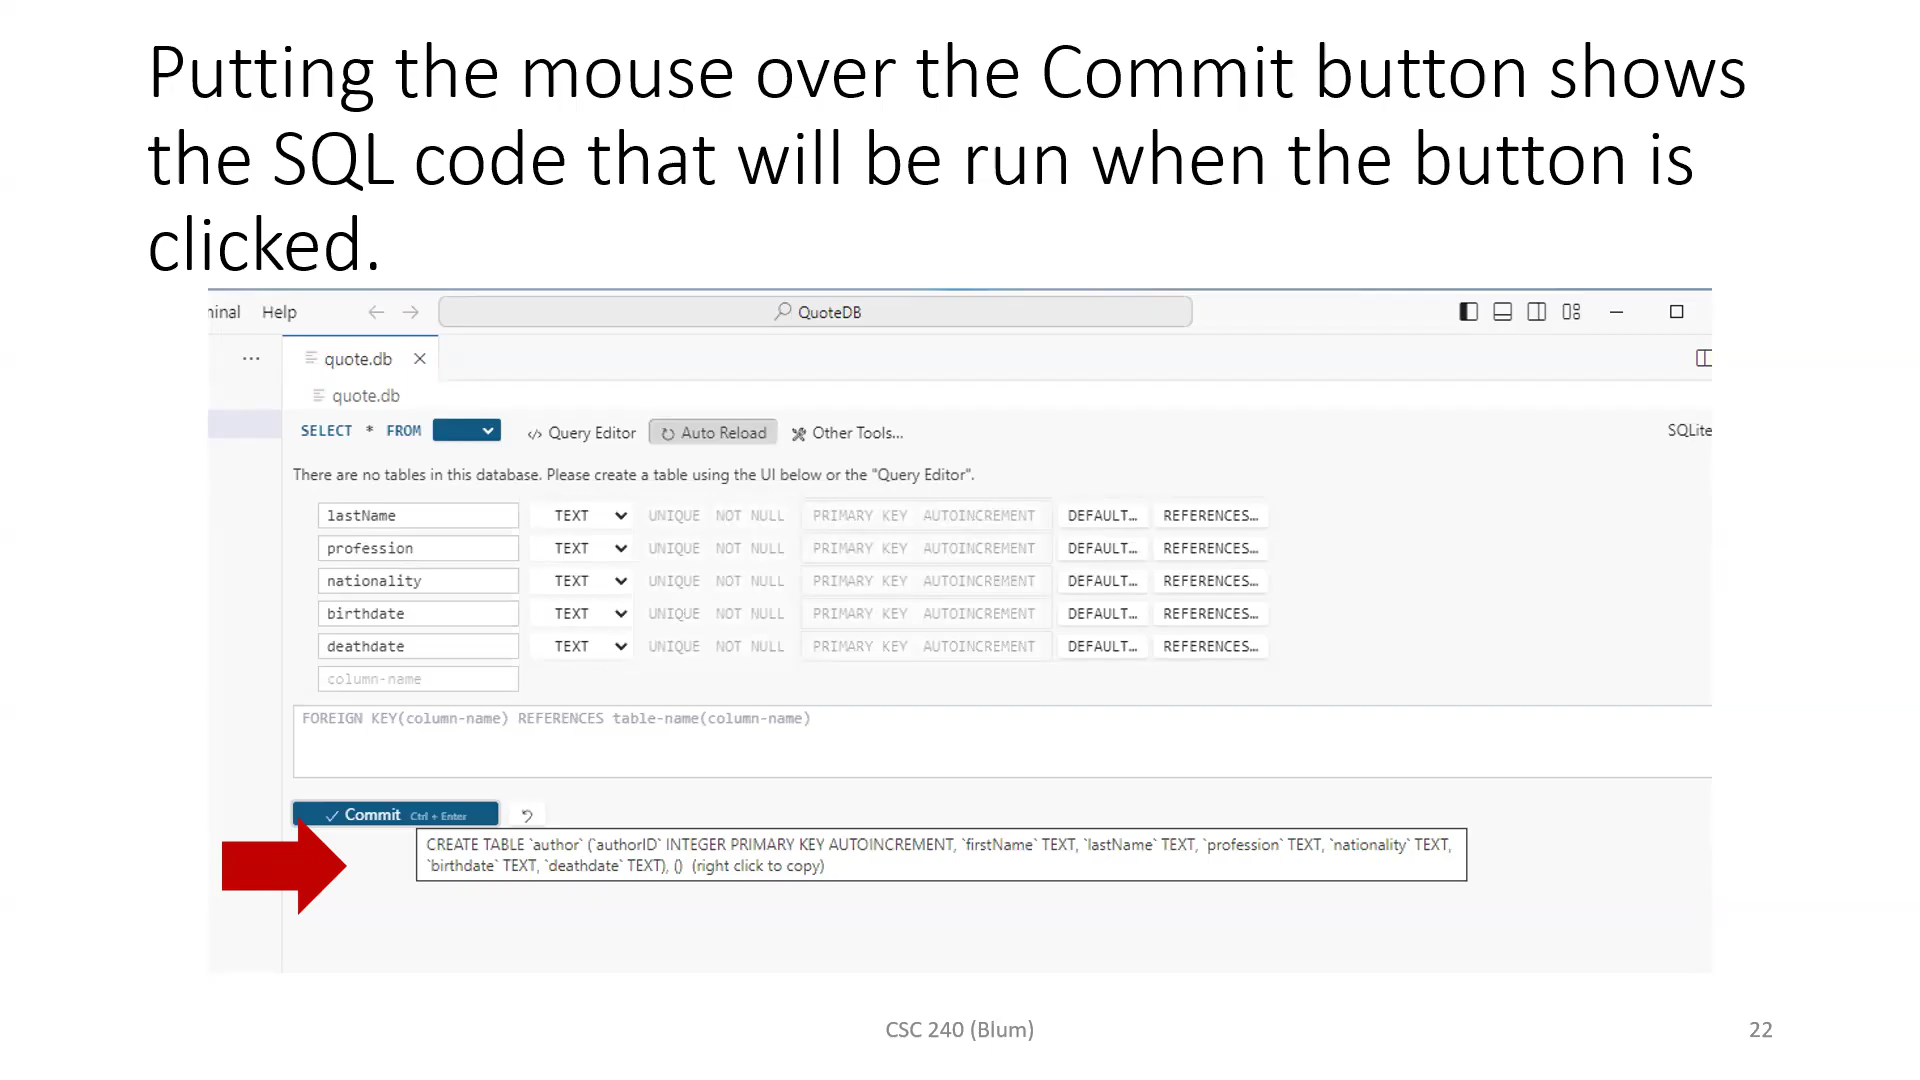 Putting the mouse over the Commit button shows
the SQL code that will be run when the button is
clicked.
ninal Help QuoteDB
quote.db
quote.db
SELECT * FROM Query Editor Auto Reload Other Tools... SQLite
There are no tables in this database. Please create a table using the UI below or the "Query Editor".
lastName TEXT UNIQUE NOT NULL PRIMARY KEY AUTOINCREMENT DEFAULT… REFERENCES…
profession TEXT UNIQUE NOT NULL PRIMARY KEY AUTOINCREMENT DEFAULT… REFERENCES…
nationality TEXT UNIQUE NOT NULL PRIMARY KEY AUTOINCREMENT DEFAULT… REFERENCES…
birthdate TEXT UNIQUE NOT NULL PRIMARY KEY AUTOINCREMENT DEFAULT… REFERENCES…
deathdate TEXT UNIQUE NOT NULL PRIMARY KEY AUTOINCREMENT DEFAULT… REFERENCES…
column-name
FOREIGN KEY(column-name) REFERENCES table-name(column-name)
Commit Ctrl + Enter
CREATE TABLE `author` (`authorID` INTEGER PRIMARY KEY AUTOINCREMENT, `firstName` TEXT, `lastName` TEXT, `profession` TEXT, `nationality` TEXT,
`birthdate` TEXT, `deathdate` TEXT), () (right click to copy)
CSC 240 (Blum) 22